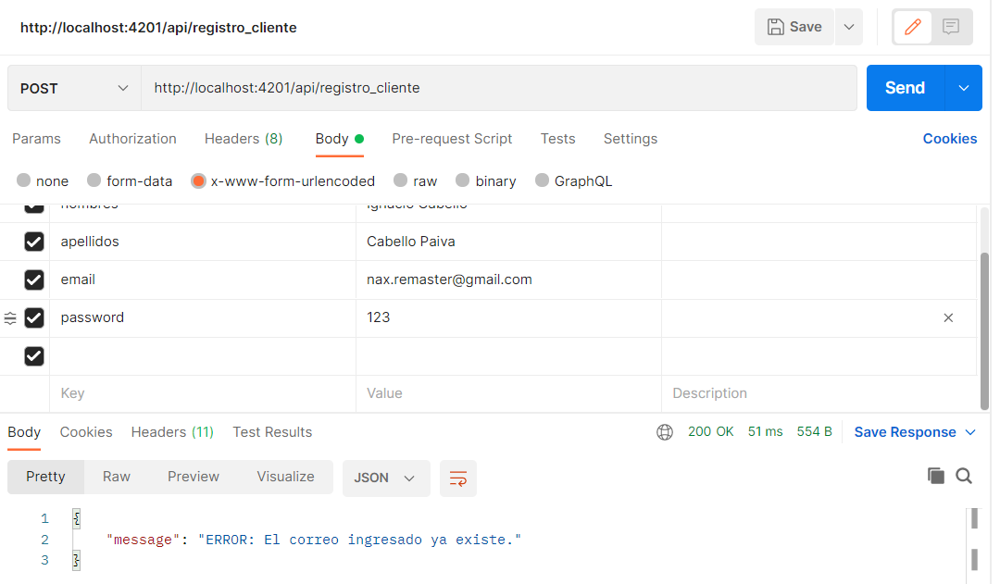 http://localhost:4201/api/registro_cliente
Save
POST
http://localhost:4201/api/registro_cliente
Send
Params Authorization Headers (8) Body Pre-request Script Tests Settings Cookies
none form-data x-www-form-urlencoded raw binary GraphQL
nombres Ignacio Cabello
apellidos Cabello Paiva
email nax.remaster@gmail.com
password 123
Key Value Description
Body Cookies Headers (11) Test Results 200 OK 51 ms 554 B Save Response
Pretty Raw Preview Visualize JSON
1 {
2 "message": "ERROR: El correo ingresado ya existe."
3 }